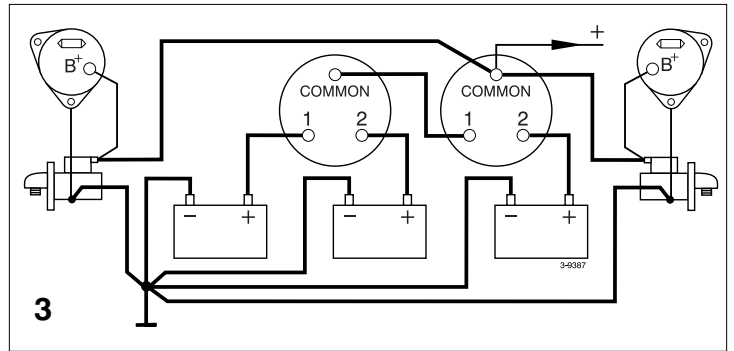 +
B+ B+
COMMON COMMON
1 2 1 2
- + - + - +
3-9387
3